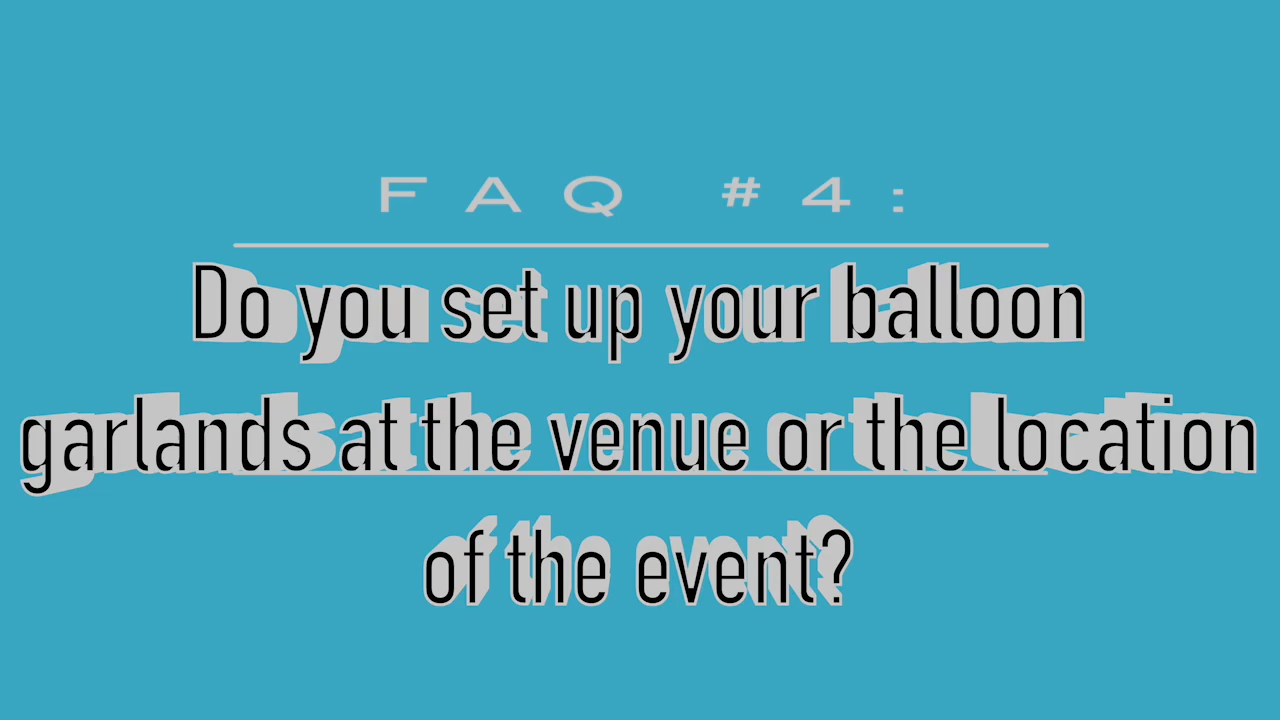 FAQ #4:
Do you set up your balloon
garlands at the venue or the location
of the event?